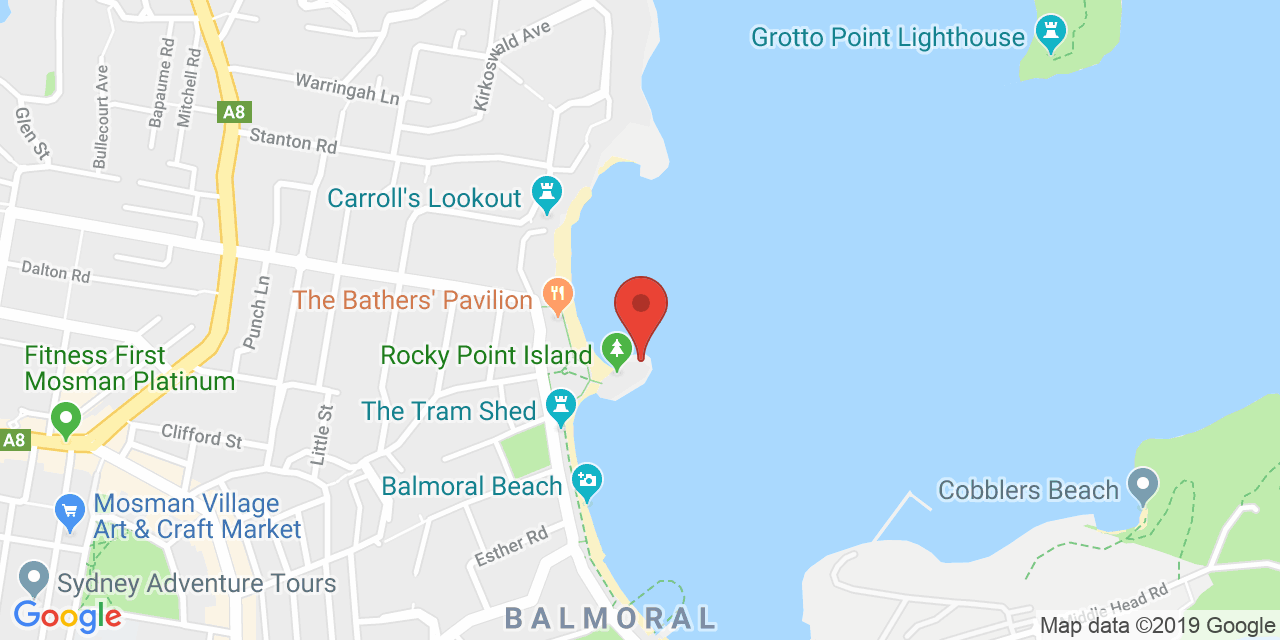 Grotto Point Lighthouse
Kirkoswald Ave
Warringah Ln
Bapaume Rd
Mitchell Rd
Bullecourt Ave
Glen St
A8
Stanton Rd
Carroll's Lookout
Dalton Rd
Punch Ln
The Bathers' Pavilion
Rocky Point Island
Fitness First
Mosman Platinum
The Tram Shed
A8
Clifford St
Little St
Balmoral Beach
Cobblers Beach
Mosman Village
Art & Craft Market
Esther Rd
Sydney Adventure Tours
Middle Head Rd
Google
BALMORAL
Map data ©2019 Google